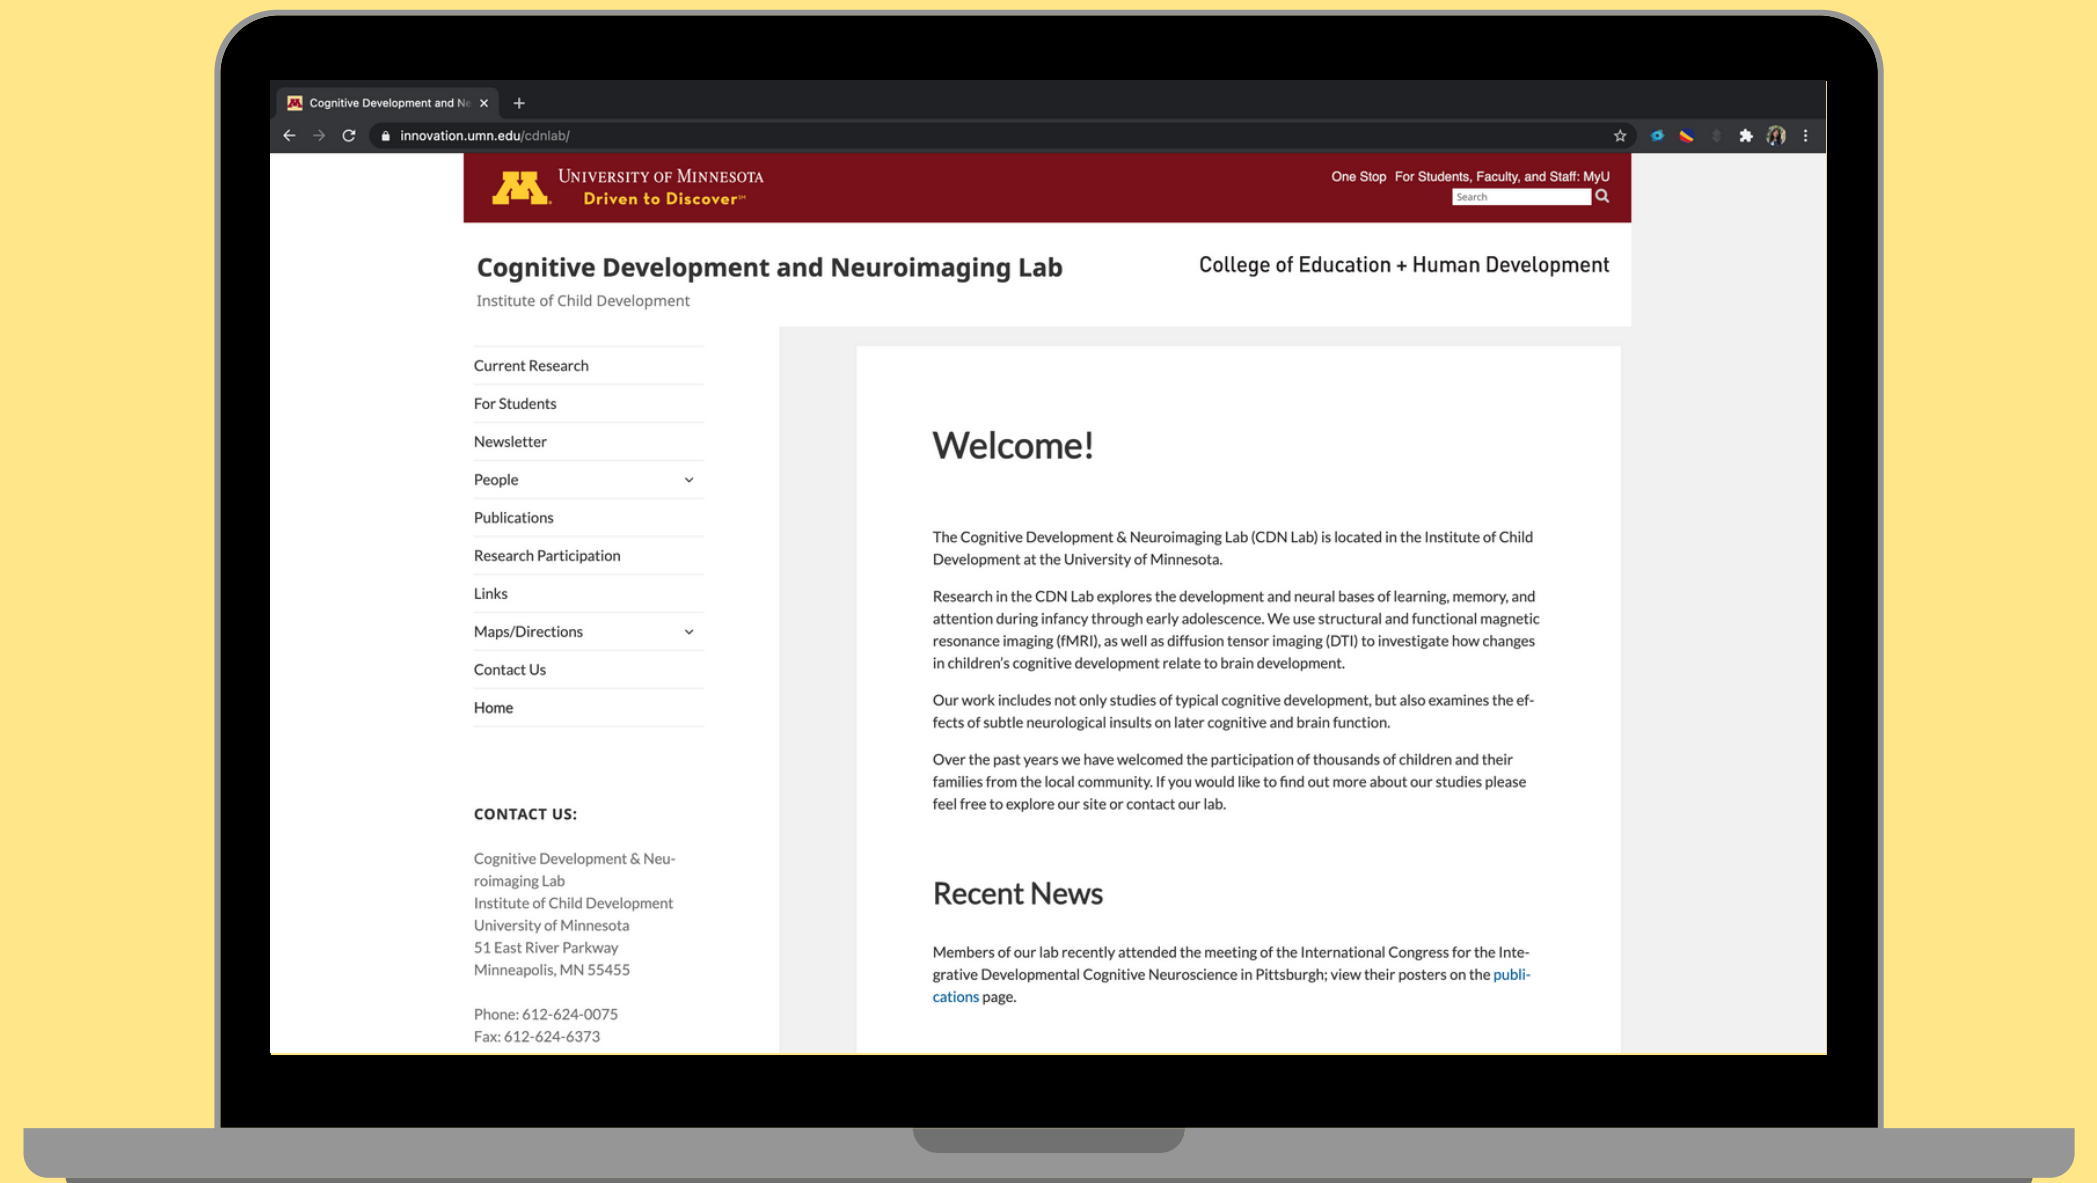 Cognitive Development and Ne
innovation.umn.edu/cdnlab/
UNIVERSITY OF MINNESOTA
Driven to Discover℠
One Stop For Students, Faculty, and Staff: MyU
Search
Cognitive Development and Neuroimaging Lab
Institute of Child Development
College of Education + Human Development
Current Research
For Students
Newsletter
People
Publications
Research Participation
Links
Maps/Directions
Contact Us
Home
CONTACT US:
Cognitive Development & Neu-
roimaging Lab
Institute of Child Development
University of Minnesota
51 East River Parkway
Minneapolis, MN 55455
Phone: 612-624-0075
Fax: 612-624-6373
Welcome!
The Cognitive Development & Neuroimaging Lab (CDN Lab) is located in the Institute of Child
Development at the University of Minnesota.
Research in the CDN Lab explores the development and neural bases of learning, memory, and
attention during infancy through early adolescence. We use structural and functional magnetic
resonance imaging (fMRI), as well as diffusion tensor imaging (DTI) to investigate how changes
in children's cognitive development relate to brain development.
Our work includes not only studies of typical cognitive development, but also examines the ef-
fects of subtle neurological insults on later cognitive and brain function.
Over the past years we have welcomed the participation of thousands of children and their
families from the local community. If you would like to find out more about our studies please
feel free to explore our site or contact our lab.
Recent News
Members of our lab recently attended the meeting of the International Congress for the Inte-
grative Developmental Cognitive Neuroscience in Pittsburgh; view their posters on the publi-
cations page.